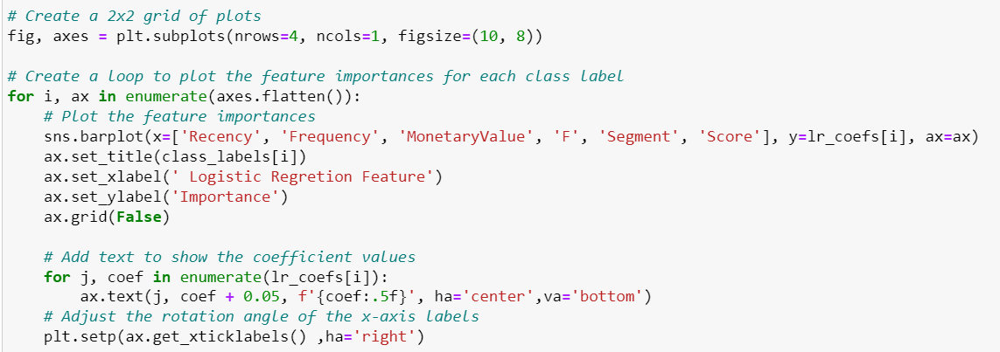 # Create a 2x2 grid of plots
fig, axes = plt.subplots(nrows=4, ncols=1, figsize=(10, 8))
# Create a loop to plot the feature importances for each class label
for i, ax in enumerate(axes.flatten()):
    # Plot the feature importances
    sns.barplot(x=['Recency', 'Frequency', 'MonetaryValue', 'F', 'Segment', 'Score'], y=lr_coefs[i], ax=ax)
    ax.set_title(class_labels[i])
    ax.set_xlabel(' Logistic Regretion Feature')
    ax.set_ylabel('Importance')
    ax.grid(False)
    # Add text to show the coefficient values
    for j, coef in enumerate(lr_coefs[i]):
        ax.text(j, coef + 0.05, f'{coef:.5f}', ha='center',va='bottom')
    # Adjust the rotation angle of the x-axis labels
    plt.setp(ax.get_xticklabels() ,ha='right')